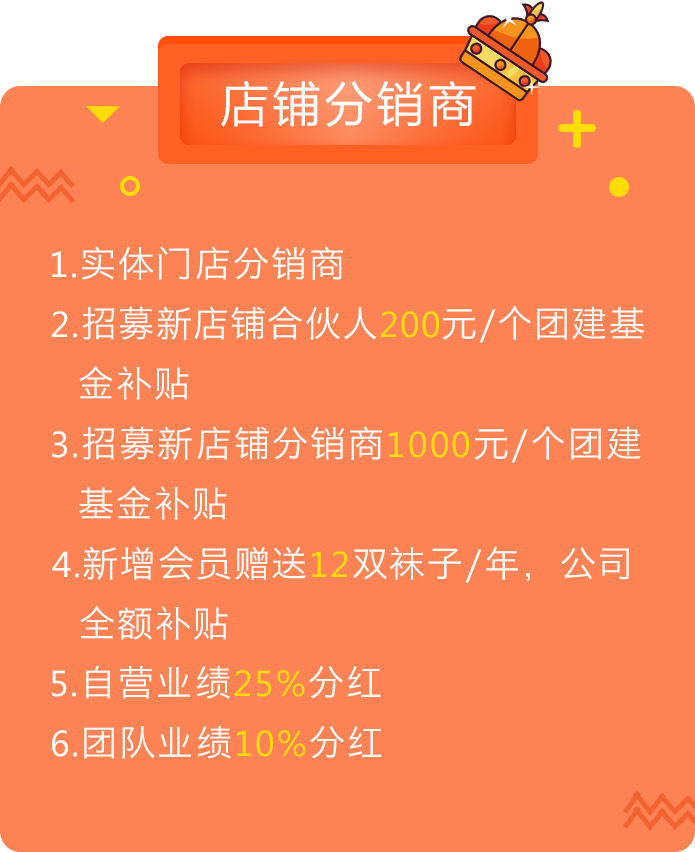 店铺分销商
1.实体门店分销商
2.招募新店铺合伙人200元/个团建基
金补贴
3.招募新店铺分销商1000元/个团建
基金补贴
4.新增会员赠送12双袜子/年，公司
全额补贴
5.自营业绩25%分红
6.团队业绩10%分红